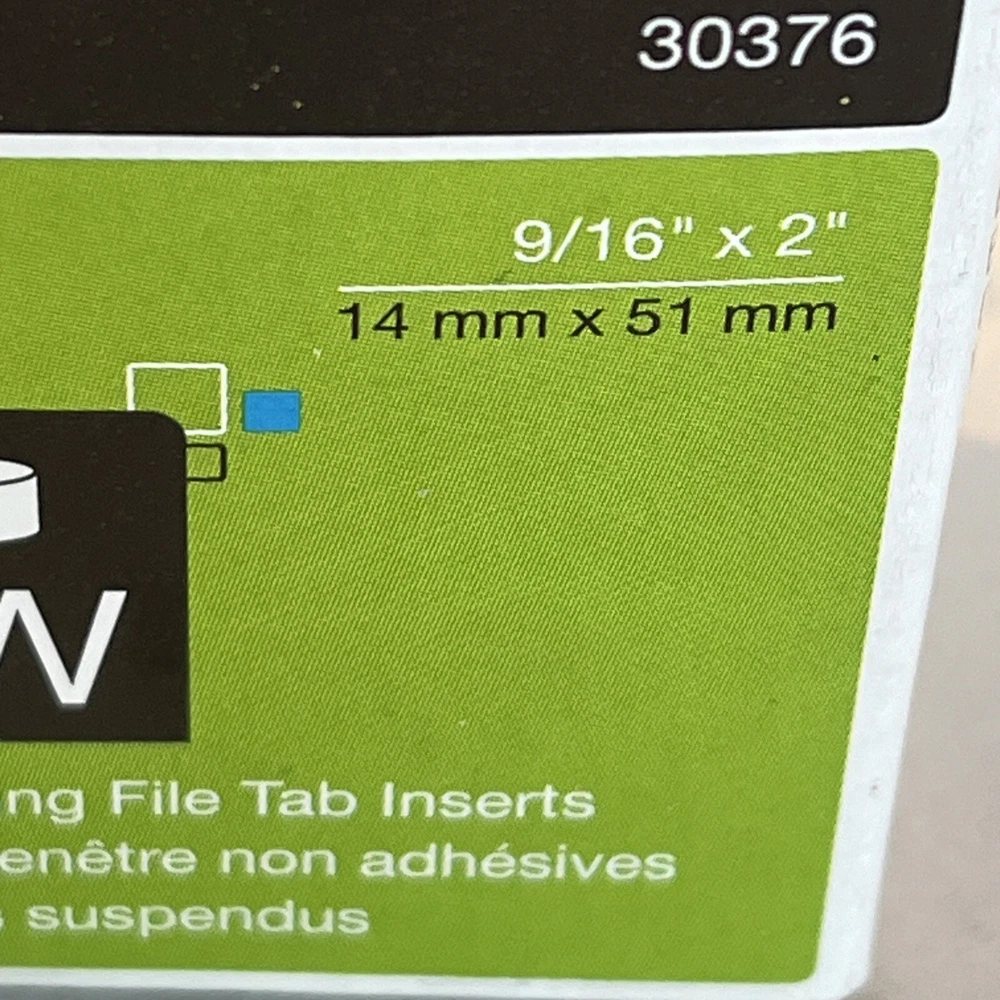 30376
9/16" x 2"
14 mm x 51 mm
W
ng File Tab Inserts
enêtre non adhésives
s suspendus